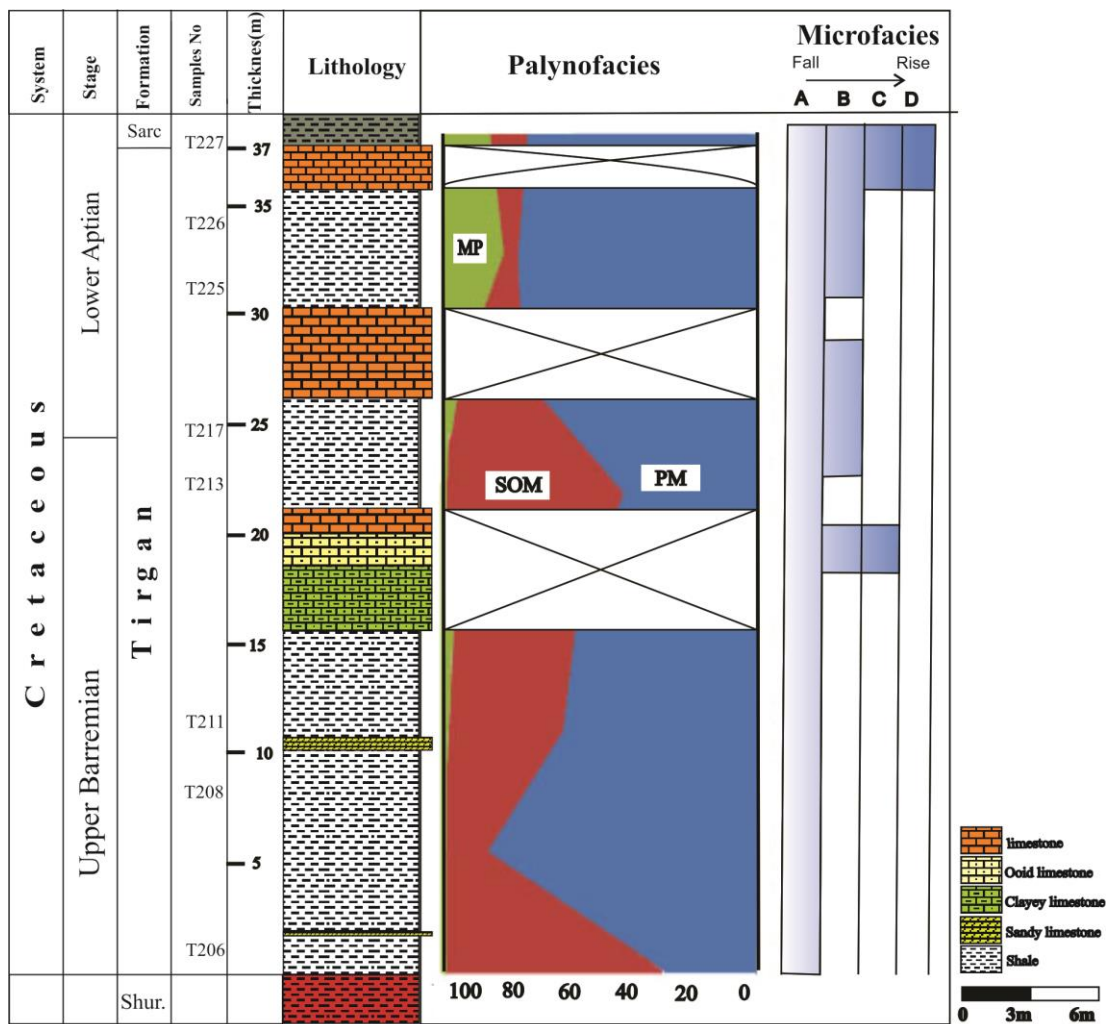 System
Stage
Formation
Samples No
Thicknes(m)
Lithology
Palynofacies
Microfacies
Fall
Rise
A B C D
Cretaceous
Lower Aptian
Upper Barremian
Sarc
Tirgan
Shur.
T227
T226
T225
T217
T213
T211
T208
T206
37
35
30
25
20
15
10
5
MP
SOM
PM
100 80 60 40 20 0
limestone
Ooid limestone
Clayey limestone
Sandy limestone
Shale
0 3m 6m